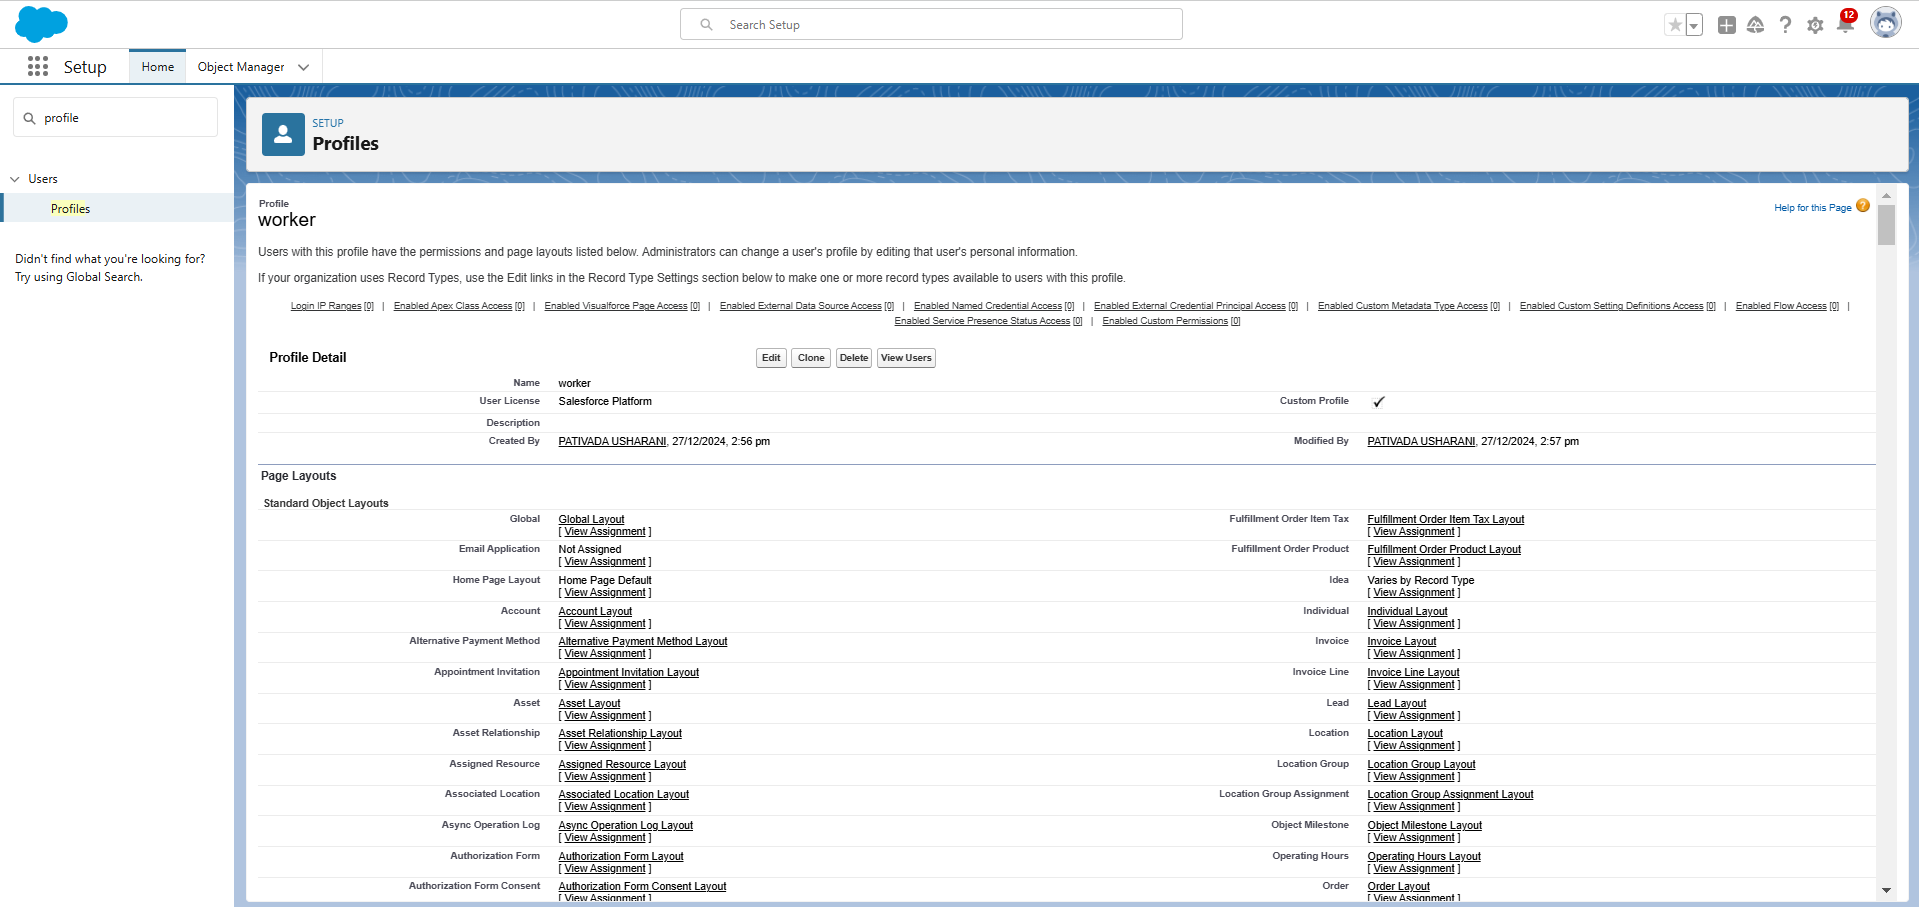 Search Setup
12
Setup
Home
Object Manager
profile
Users
Profiles
Didn't find what you're looking for?
Try using Global Search.
SETUP
Profiles
Profile
worker
Help for this Page
Users with this profile have the permissions and page layouts listed below. Administrators can change a user's profile by editing that user's personal information.
If your organization uses Record Types, use the Edit links in the Record Type Settings section below to make one or more record types available to users with this profile.
Login IP Ranges [0] | Enabled Apex Class Access [0] | Enabled Visualforce Page Access [0] | Enabled External Data Source Access [0] | Enabled Named Credential Access [0] | Enabled External Credential Principal Access [0] | Enabled Custom Metadata Type Access [0] | Enabled Custom Setting Definitions Access [0] | Enabled Flow Access [0] |
Enabled Service Presence Status Access [0] | Enabled Custom Permissions [0]
Profile Detail Edit Clone Delete View Users
Name worker
User License Salesforce Platform Custom Profile ✓
Description
Created By PATIVADA USHARANI, 27/12/2024, 2:56 pm Modified By PATIVADA USHARANI, 27/12/2024, 2:57 pm
Page Layouts
Standard Object Layouts
Global Global Layout Fulfillment Order Item Tax Fulfillment Order Item Tax Layout
[ View Assignment ] [ View Assignment ]
Email Application Not Assigned Fulfillment Order Product Fulfillment Order Product Layout
[ View Assignment ] [ View Assignment ]
Home Page Layout Home Page Default Idea Varies by Record Type
[ View Assignment ] [ View Assignment ]
Account Account Layout Individual Individual Layout
[ View Assignment ] [ View Assignment ]
Alternative Payment Method Alternative Payment Method Layout Invoice Invoice Layout
[ View Assignment ] [ View Assignment ]
Appointment Invitation Appointment Invitation Layout Invoice Line Invoice Line Layout
[ View Assignment ] [ View Assignment ]
Asset Asset Layout Lead Lead Layout
[ View Assignment ] [ View Assignment ]
Asset Relationship Asset Relationship Layout Location Location Layout
[ View Assignment ] [ View Assignment ]
Assigned Resource Assigned Resource Layout Location Group Location Group Layout
[ View Assignment ] [ View Assignment ]
Associated Location Associated Location Layout Location Group Assignment Location Group Assignment Layout
[ View Assignment ] [ View Assignment ]
Async Operation Log Async Operation Log Layout Object Milestone Object Milestone Layout
[ View Assignment ] [ View Assignment ]
Authorization Form Authorization Form Layout Operating Hours Operating Hours Layout
[ View Assignment ] [ View Assignment ]
Authorization Form Consent Authorization Form Consent Layout Order Order Layout
[ View Assignment ] [ View Assignment ]